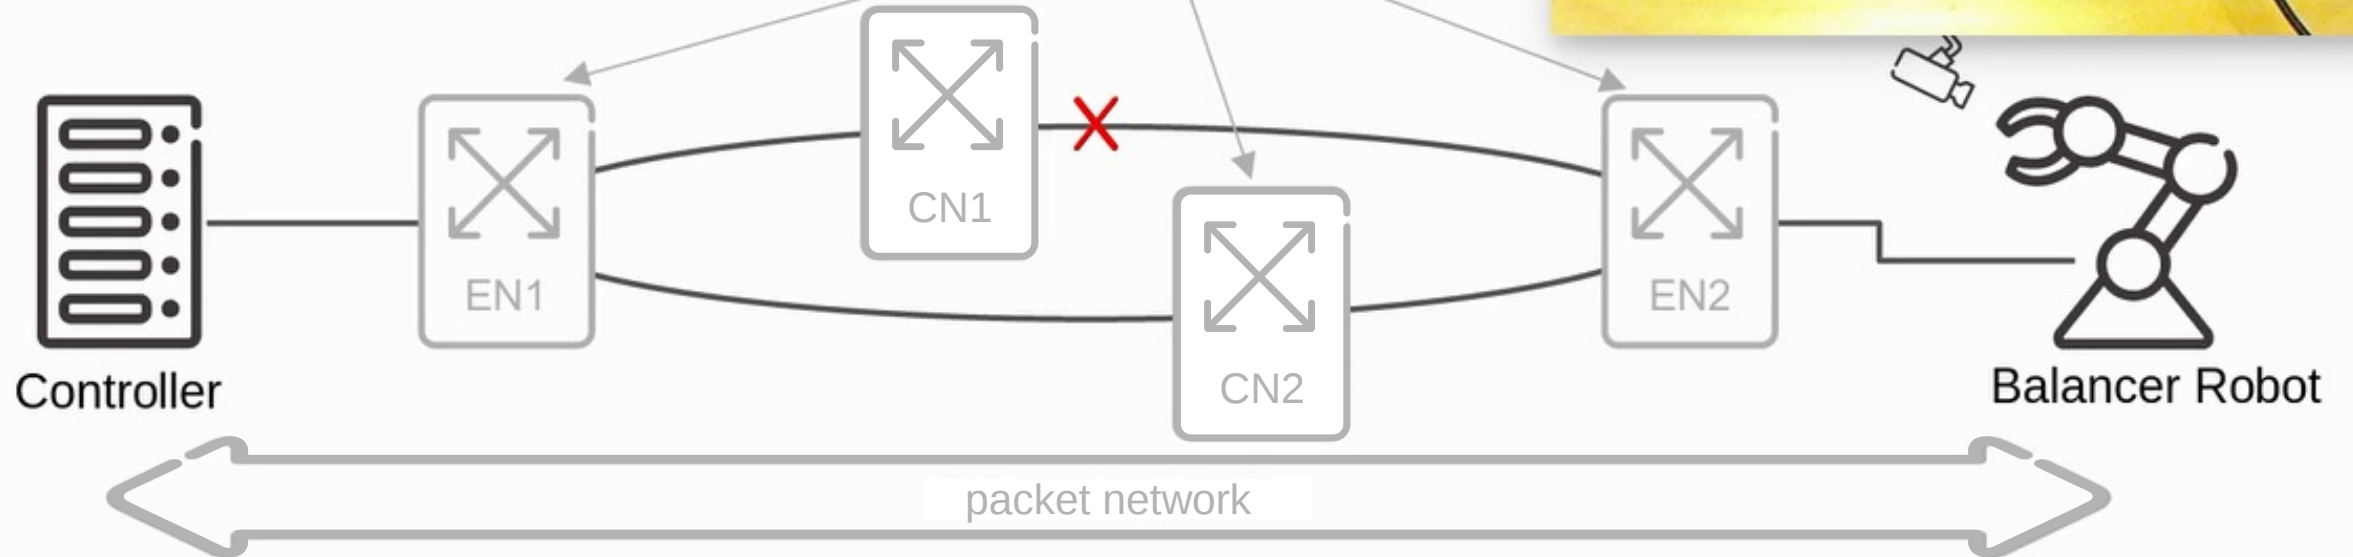 CN1
EN1
EN2
CN2
Controller
Balancer Robot
packet network